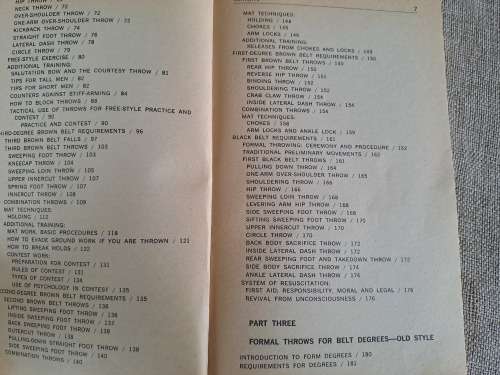 HIP THROW / 71
NECK THROW / 72
OVER-SHOULDER THROW / 72
ONE-ARM OVER-SHOULDER THROW / 73
KICKBACK THROW / 74
STRAIGHT FOOT THROW / 76
LATERAL DASH THROW / 78
CIRCLE THROW / 79
FREE-STYLE EXERCISE / 80
ADDITIONAL TRAINING:
SALUTATION BOW AND THE COURTESY THROW / 81
TIPS FOR TALL MEN / 82
TIPS FOR SHORT MEN / 82
COUNTERS AGAINST STIFF-ARMING / 84
HOW TO BLOCK THROWS / 88
TACTICAL USE OF THROWS FOR FREE-STYLE PRACTICE AND
CONTEST / 90
PRACTICE AND CONTEST / 90
THIRD-DEGREE BROWN BELT REQUIREMENTS / 96
THIRD BROWN BELT FALLS / 97
THIRD BROWN BELT THROWS / 103
SWEEPING FOOT THROW / 103
KNEECAP THROW / 104
SWEEPING LOIN THROW / 105
UPPER INNERCUT THROW / 107
SPRING FOOT THROW / 107
INNERCUT THROW / 108
COMBINATION THROWS / 109
MAT TECHNIQUES:
HOLDING / 112
ADDITIONAL TRAINING:
MAT WORK, BASIC PROCEDURES / 118
HOW TO EVADE GROUND WORK IF YOU ARE THROWN / 121
HOW TO BREAK HOLDS / 122
CONTEST WORK:
PREPARATION FOR CONTEST / 131
RULES OF CONTEST / 131
TYPES OF CONTEST / 134
USE OF PSYCHOLOGY IN CONTEST / 135
SECOND-DEGREE BROWN BELT REQUIREMENTS / 135
SECOND BROWN BELT THROWS / 136
LIFTING SWEEPING FOOT THROW / 136
INSIDE SWEEPING FOOT THROW / 136
BACK SWEEPING FOOT THROW / 137
OUTERCUT THROW / 138
PULLING-DOWN STRAIGHT FOOT THROW / 138
SIDE SWEEPING FOOT THROW / 139
COMBINATION THROWS / 140
7
MAT TECHNIQUES:
HOLDING / 144
CHOKES / 145
ARM LOCKS / 146
ADDITIONAL TRAINING:
RELEASES FROM CHOKES AND LOCKS / 149
FIRST-DEGREE BROWN BELT REQUIREMENTS / 150
FIRST BROWN BELT THROWS / 150
REAR HIP THROW / 150
REVERSE HIP THROW / 151
BINDING THROW / 152
SHOULDERING THROW / 152
CRAB CLAW THROW / 154
INSIDE LATERAL DASH THROW / 154
COMBINATION THROWS / 154
MAT TECHNIQUES:
CHOKES / 158
ARM LOCKS AND ANKLE LOCK / 159
BLACK BELT REQUIREMENTS / 161
FORMAL THROWING: CEREMONY AND PROCEDURE / 162
TRADITIONAL PRELIMINARY MOVEMENTS / 162
FIRST BLACK BELT THROWS / 163
PULLING DOWN THROW / 164
ONE-ARM OVER-SHOULDER THROW / 165
SHOULDERING THROW / 166
HIP THROW / 166
SWEEPING LOIN THROW / 168
LEVERING ARM HIP THROW / 168
SIDE SWEEPING FOOT THROW / 168
SIFTING SWEEPING FOOT THROW / 170
UPPER INNERCUT THROW / 170
CIRCLE THROW / 170
BACK BODY SACRIFICE THROW / 172
INSIDE LATERAL DASH THROW / 172
REAR SWEEPING FOOT AND TAKEDOWN THROW / 172
SIDE BODY SACRIFICE THROW / 174
ANKLE LATERAL DASH THROW / 174
SYSTEM OF RESUSCITATION:
FIRST AID: RESPONSIBILITY, MORAL AND LEGAL / 176
REVIVAL FROM UNCONSCIOUSNESS / 176
PART THREE
FORMAL THROWS FOR BELT DEGREES—OLD STYLE
INTRODUCTION TO FORM DEGREES / 180
REQUIREMENTS FOR DEGREES / 181